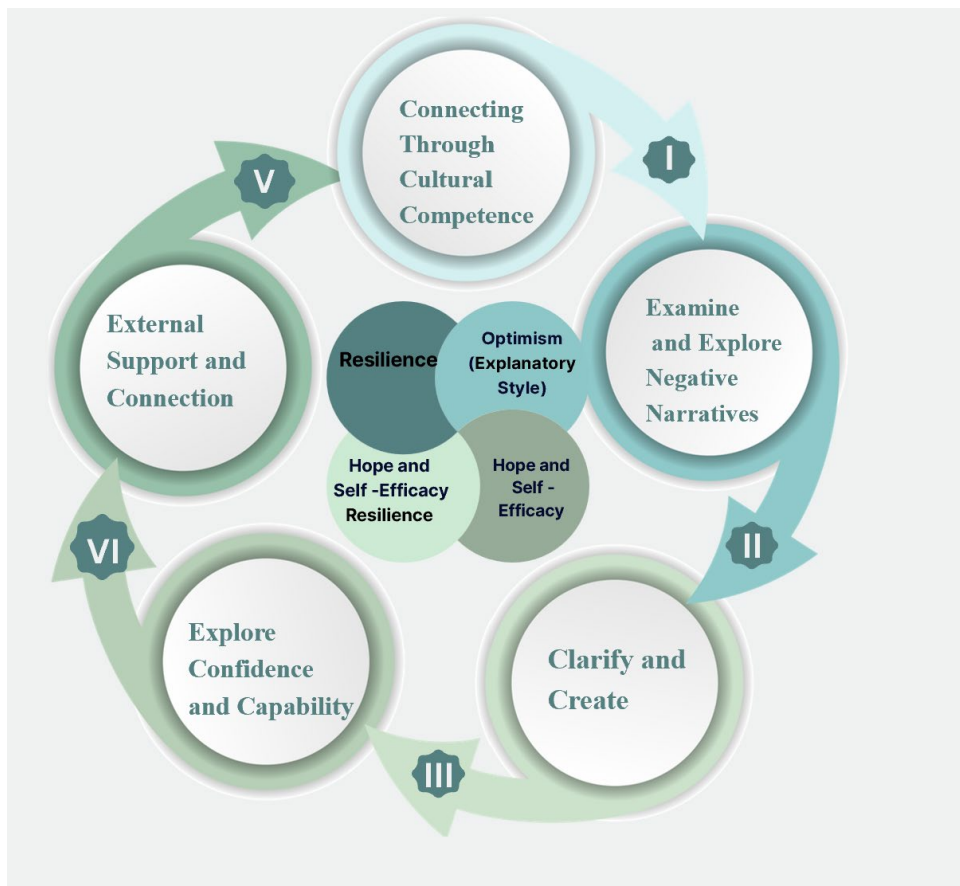 Connecting
Through
Cultural
Competence
I
Examine
and Explore
Negative
Narratives
II
Clarify and
Create
III
Explore
Confidence
and Capability
VI
External
Support and
Connection
V
Resilience
Optimism
(Explanatory
Style)
Hope and
Self -Efficacy
Resilience
Hope and
Self -
Efficacy